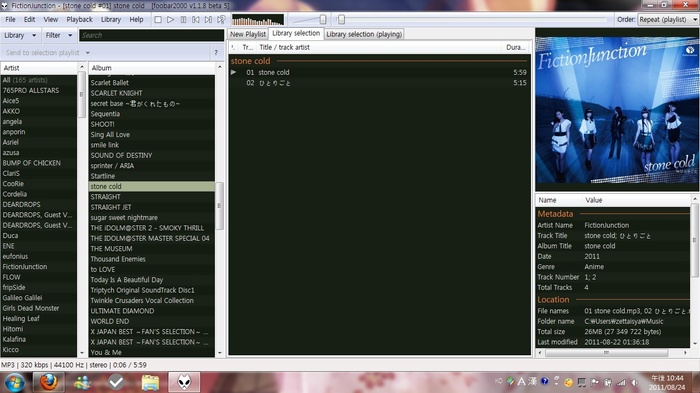 FictionJunction - [stone cold #01] stone cold   [foobar2000 v1.1.8 beta 5]
File Edit View Playback Library Help
Order: Repeat (playlist)
Library Filter Search
Send to selection playlist ?
Artist
All (165 artists)
765PRO ALLSTARS
Aice5
AKKO
angela
anporin
Asriel
azusa
BUMP OF CHICKEN
ClariS
CooRie
Cordelia
DEARDROPS
DEARDROPS, Guest V...
DEARDROPS, Guest Vo...
Duca
ENE
eufonius
FictionJunction
FLOW
fripSide
Galileo Galilei
Girls Dead Monster
Healing Leaf
Hitomi
Kalafina
Kicco
Album
Scarlet Ballet
SCARLET KNIGHT
secret base ~君がくれたもの~
Sequentia
SHOOT!
Sing All Love
smile link
SOUND OF DESTINY
sprinter / ARIA
Startline
stone cold
STRAIGHT
STRAIGHT JET
sugar sweet nightmare
THE iDOLM@STER 2 - SMOKY THRILL
THE iDOLM@STER MASTER SPECIAL 04
THE MUSEUM
Thousand Enemies
to LOVE
Today Is A Beautiful Day
Triptych Original SoundTrack Disc1
Twinkle Crusaders Vocal Collection
ULTIMATE DIAMOND
WORLD END
X JAPAN BEST ～FAN'S SELECTION～ ...
X JAPAN BEST ～FAN'S SELECTION～ ...
You & Me
New Playlist Library selection Library selection (playing)
Tr... Title / track artist Dura...
stone cold
01 stone cold 5:59
02 ひとりごと 5:15
FictionJunction
stone cold
Name Value
Metadata
Artist Name FictionJunction
Track Title stone cold; ひとりごと
Album Title stone cold
Date 2011
Genre Anime
Track Number 1; 2
Total Tracks 4
Location
File names 01 stone cold.mp3, 02 ひとりご
Folder name C:₩Users₩zettaisya₩Music
Total size 26MB (27 349 722 bytes)
Last modified 2011-08-22 01:36:18
MP3 | 320 kbps | 44100 Hz | stereo | 0:06 / 5:59
A 漢
午後 10:44
2011/08/24